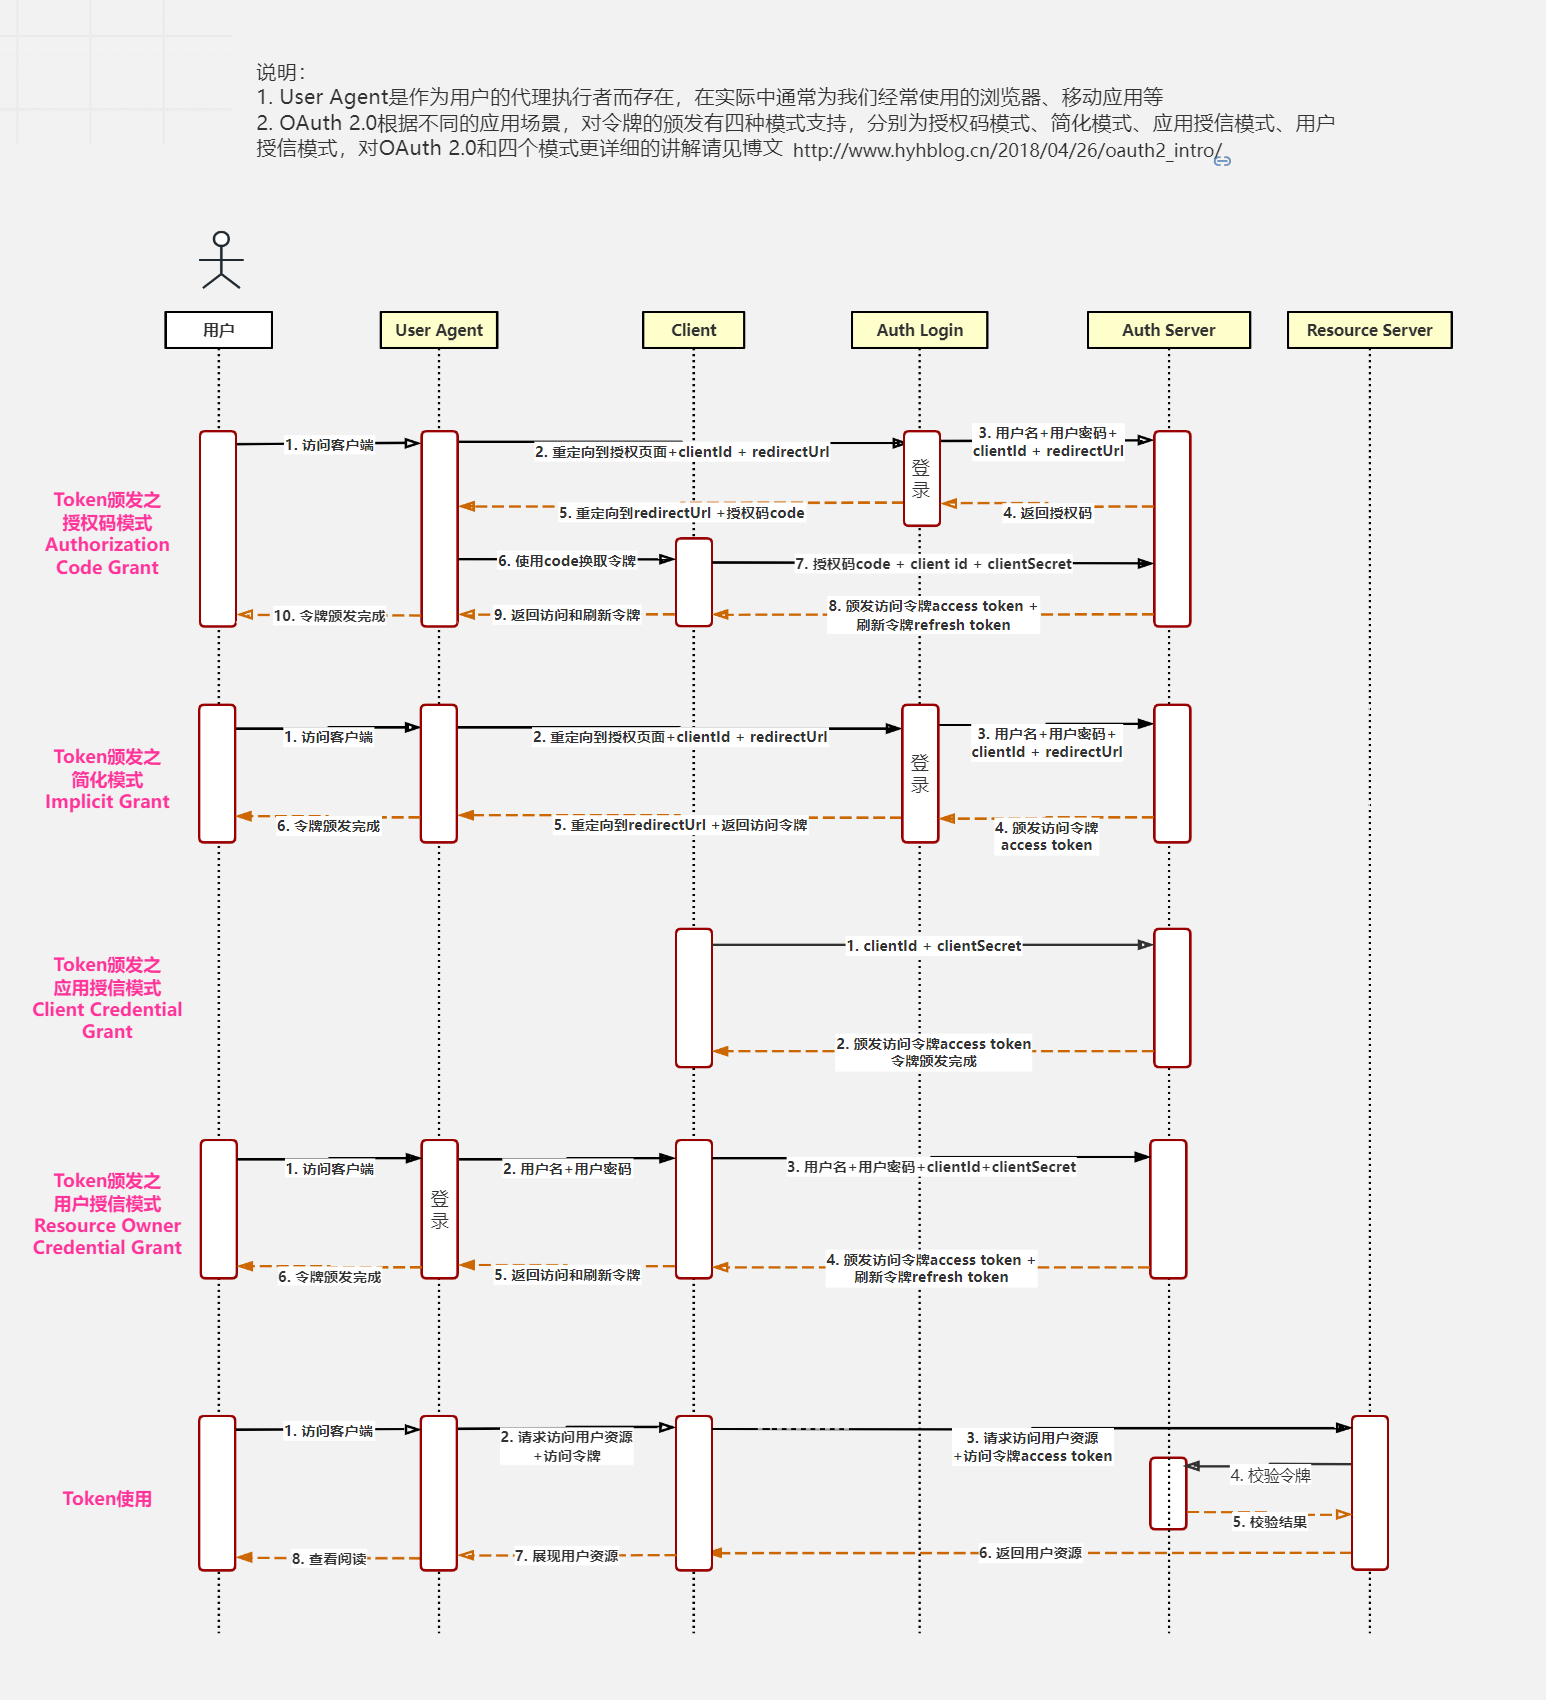 说明：
1. User Agent是作为用户的代理执行者而存在，在实际中通常为我们经常使用的浏览器、移动应用等
2. OAuth 2.0根据不同的应用场景，对令牌的颁发有四种模式支持，分别为授权码模式、简化模式、应用授信模式、用户
授信模式，对OAuth 2.0和四个模式更详细的讲解请见博文 http://www.hyhblog.cn/2018/04/26/oauth2_intro/
用户
User Agent
Client
Auth Login
Auth Server
Resource Server
Token颁发之
授权码模式
Authorization
Code Grant
1. 访问客户端
2. 重定向到授权页面+clientId + redirectUrl
登
录
3. 用户名+用户密码+
clientId + redirectUrl
4. 返回授权码
5. 重定向到redirectUrl +授权码code
6. 使用code换取令牌
7. 授权码code + client id + clientSecret
8. 颁发访问令牌access token +
刷新令牌refresh token
9. 返回访问和刷新令牌
10. 令牌颁发完成
Token颁发之
简化模式
Implicit Grant
1. 访问客户端
2. 重定向到授权页面+clientId + redirectUrl
登
录
3. 用户名+用户密码+
clientId + redirectUrl
4. 颁发访问令牌
access token
5. 重定向到redirectUrl +返回访问令牌
6. 令牌颁发完成
Token颁发之
应用授信模式
Client Credential
Grant
1. clientId + clientSecret
2. 颁发访问令牌access token
令牌颁发完成
Token颁发之
用户授信模式
Resource Owner
Credential Grant
1. 访问客户端
登
录
2. 用户名+用户密码
3. 用户名+用户密码+clientId+clientSecret
4. 颁发访问令牌access token +
刷新令牌refresh token
5. 返回访问和刷新令牌
6. 令牌颁发完成
Token使用
1. 访问客户端
2. 请求访问用户资源
+访问令牌
3. 请求访问用户资源
+访问令牌access token
4. 校验令牌
5. 校验结果
6. 返回用户资源
7. 展现用户资源
8. 查看阅读